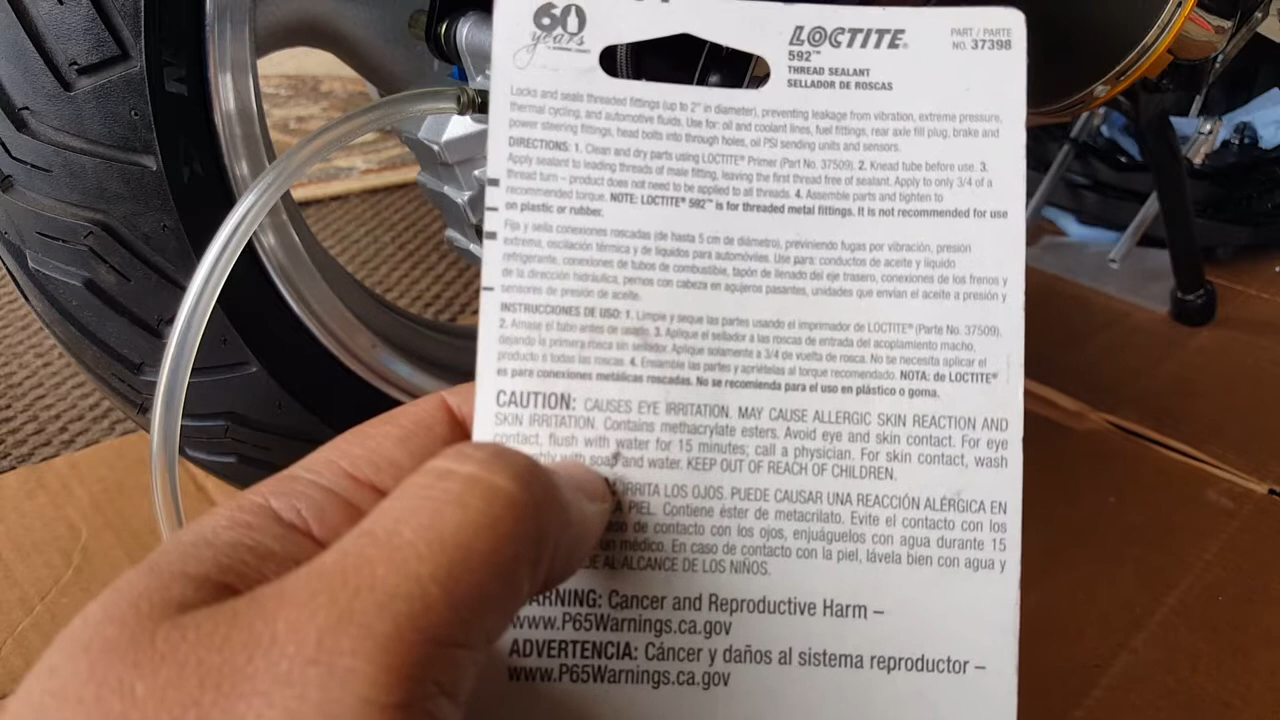 60
years
LOCTITE®
592™
THREAD SEALANT
SELLADOR DE ROSCAS
PART / PARTE
NO. 37398
Locks and seals threaded fittings (up to 2" in diameter), preventing leakage from vibration, extreme pressure,
thermal cycling, and automotive fluids. Use for: oil and coolant lines, fuel fittings, rear axle fill plug, brake and
power steering fittings, head bolts into through holes, oil PSI sending units and sensors.
DIRECTIONS: 1. Clean and dry parts using LOCTITE® Primer (Part No. 37509). 2. Knead tube before use. 3.
Apply sealant to leading threads of male fitting, leaving the first thread free of sealant. Apply to only 3/4 of a
thread turn – product does not need to be applied to all threads. 4. Assemble parts and tighten to
recommended torque. NOTE: LOCTITE® 592™ is for threaded metal fittings. It is not recommended for use
on plastic or rubber.
Fija y sella conexiones roscadas (de hasta 5 cm de diámetro), previniendo fugas por vibración, presión
extrema, oscilación térmica y de líquidos para automóviles. Use para: conductos de aceite y líquido
refrigerante, conexiones de tubos de combustible, tapón de llenado del eje trasero, conexiones de los frenos y
de la dirección hidráulica, pernos con cabeza en agujeros pasantes, unidades que envían el aceite a presión y
sensores de presión de aceite.
INSTRUCCIONES DE USO: 1. Limpie y seque las partes usando el imprimador de LOCTITE® (Parte No. 37509).
2. Amase el tubo antes de usarlo. 3. Aplique el sellador a las roscas de entrada del acoplamiento macho,
dejando la primera rosca sin sellador. Aplique solamente a 3/4 de vuelta de rosca. No se necesita aplicar el
producto a todas las roscas. 4. Ensamble las partes y apriételas al torque recomendado. NOTA: de LOCTITE®
es para conexiones metálicas roscadas. No se recomienda para el uso en plástico o goma.
CAUTION: CAUSES EYE IRRITATION. MAY CAUSE ALLERGIC SKIN REACTION AND
SKIN IRRITATION. Contains methacrylate esters. Avoid eye and skin contact. For eye
contact, flush with water for 15 minutes; call a physician. For skin contact, wash
with soap and water. KEEP OUT OF REACH OF CHILDREN.
IRRITA LOS OJOS. PUEDE CAUSAR UNA REACCIÓN ALÉRGICA EN
A PIEL. Contiene éster de metacrilato. Evite el contacto con los
de contacto con los ojos, enjuáguelos con agua durante 15
un médico. En caso de contacto con la piel, lávela bien con agua y
AL ALCANCE DE LOS NIÑOS.
WARNING: Cancer and Reproductive Harm –
www.P65Warnings.ca.gov
ADVERTENCIA: Cáncer y daños al sistema reproductor –
www.P65Warnings.ca.gov